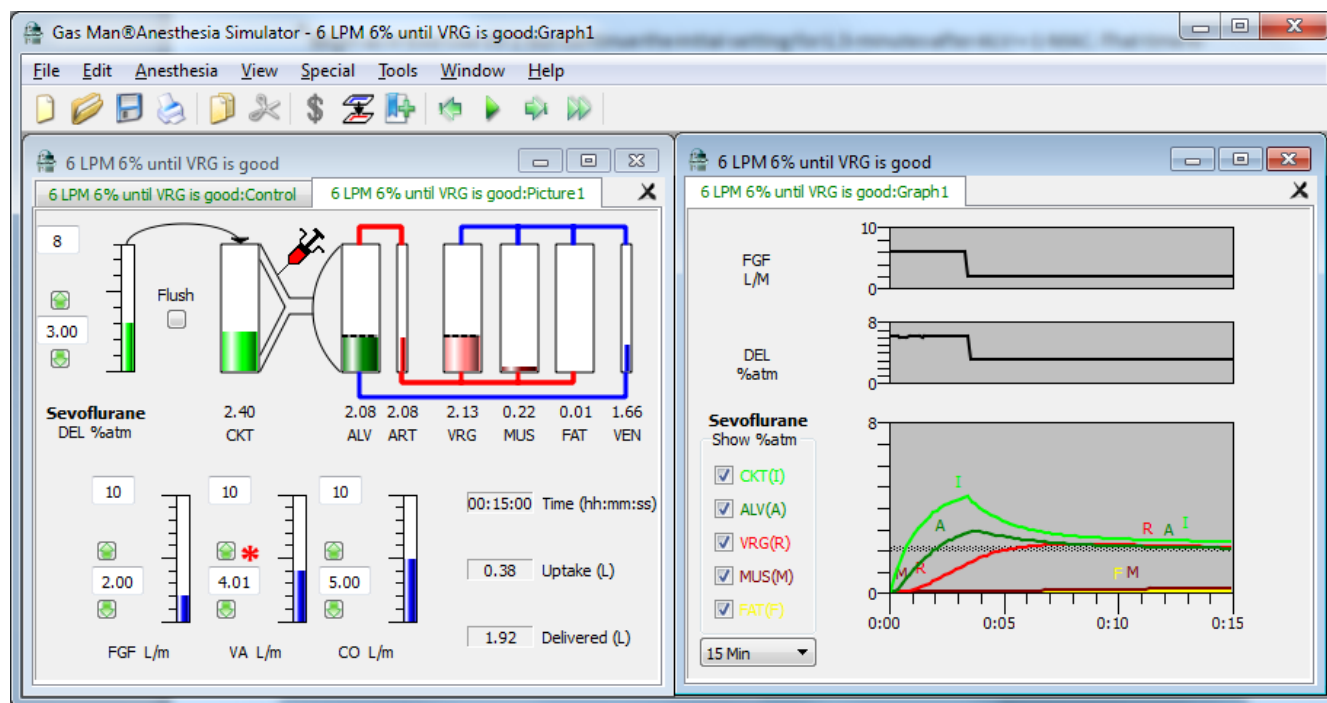 Gas Man®Anesthesia Simulator - 6 LPM 6% until VRG is good:Graph1
File Edit Anesthesia View Special Tools Window Help
6 LPM 6% until VRG is good
6 LPM 6% until VRG is good:Control 6 LPM 6% until VRG is good:Picture1
8
Flush
3.00
Sevoflurane 2.40 2.08 2.08 2.13 0.22 0.01 1.66
DEL %atm CKT ALV ART VRG MUS FAT VEN
10 10 10
00:15:00 Time (hh:mm:ss)
*
2.00 4.01 5.00
0.38 Uptake (L)
1.92 Delivered (L)
FGF L/m VA L/m CO L/m
6 LPM 6% until VRG is good
6 LPM 6% until VRG is good:Graph1
10
FGF
L/M
0
8
DEL
%atm
0
Sevoflurane
Show %atm
8
CKT(I)
ALV(A)
VRG(R)
MUS(M)
FAT(F)
I
A
R A I
M R
F M
0
0:00 0:05 0:10 0:15
15 Min